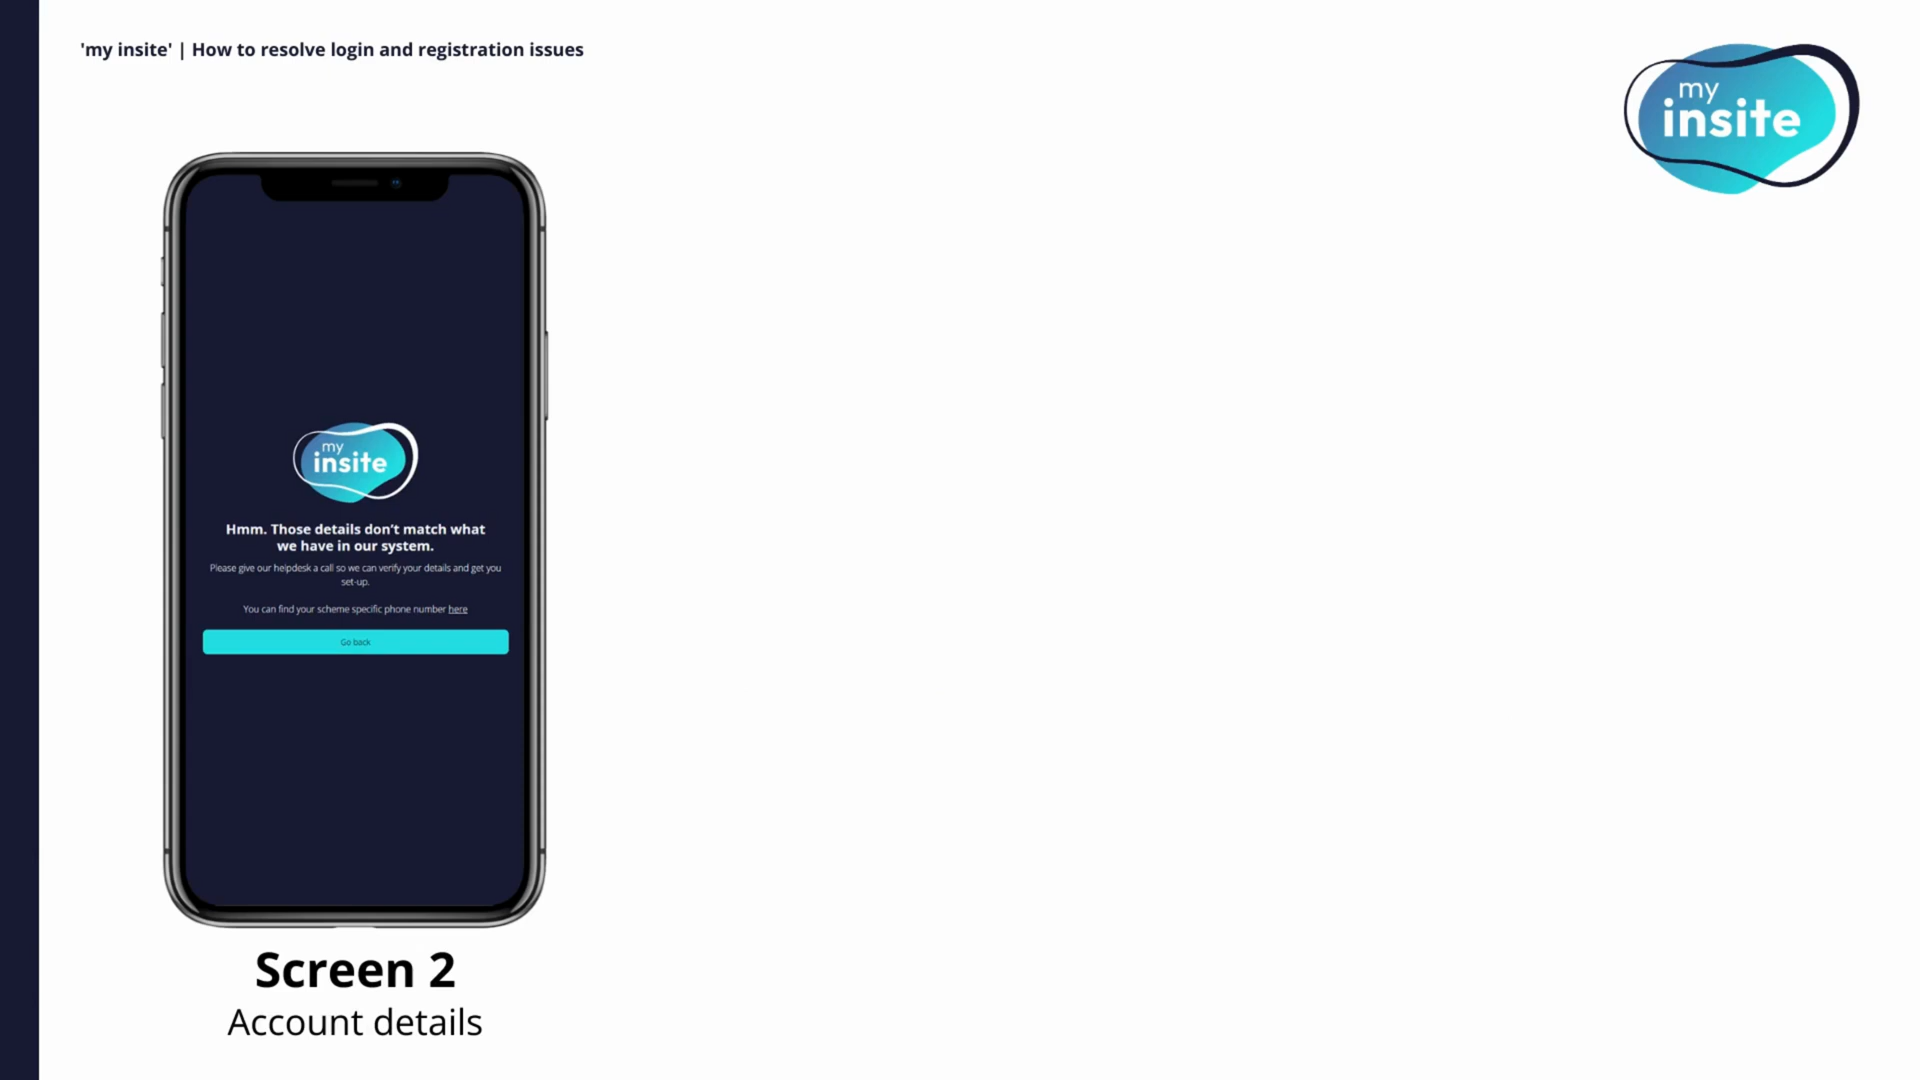 'my insite' | How to resolve login and registration issues
my
insite
my
insite
Hmm. Those details don't match what
we have in our system.
Please give our helpdesk a call so we can verify your details and get you
set-up.
You can find your scheme specific phone number here
Go back
Screen 2
Account details